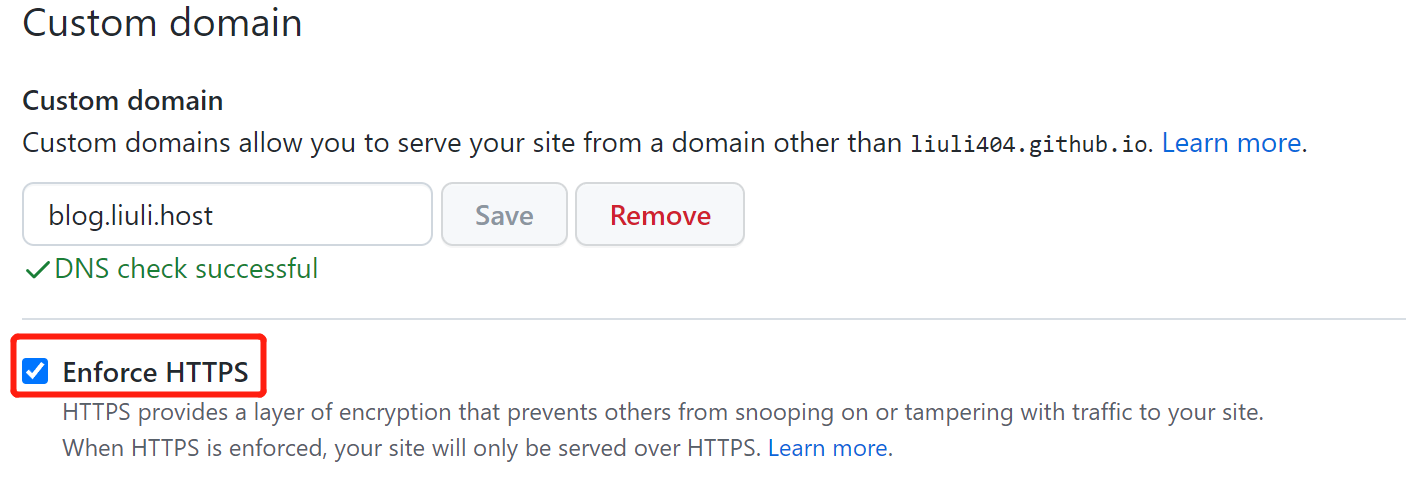 Custom domain
Custom domain
Custom domains allow you to serve your site from a domain other than liuli404.github.io. Learn more.
blog.liuli.host Save Remove
DNS check successful
Enforce HTTPS
HTTPS provides a layer of encryption that prevents others from snooping on or tampering with traffic to your site.
When HTTPS is enforced, your site will only be served over HTTPS. Learn more.